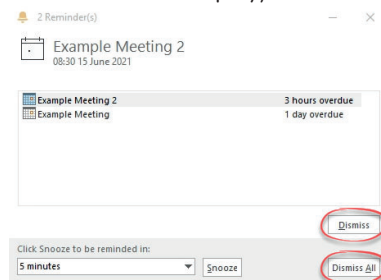 2 Reminder(s)
Example Meeting 2
08:30 15 June 2021
Example Meeting 2 3 hours overdue
Example Meeting 1 day overdue
Dismiss
Click Snooze to be reminded in:
5 minutes Snooze Dismiss All